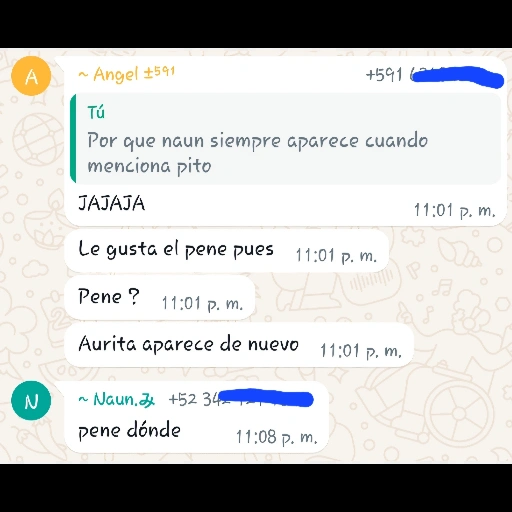 A
~ Angel ±⁵⁹¹
+591
Tú
Por que naun siempre aparece cuando
menciona pito
JAJAJA
11:01 p. m.
Le gusta el pene pues 11:01 p. m.
Pene ? 11:01 p. m.
Aurita aparece de nuevo 11:01 p. m.
N
~ Naun.み +52 34
pene dónde
11:08 p. m.